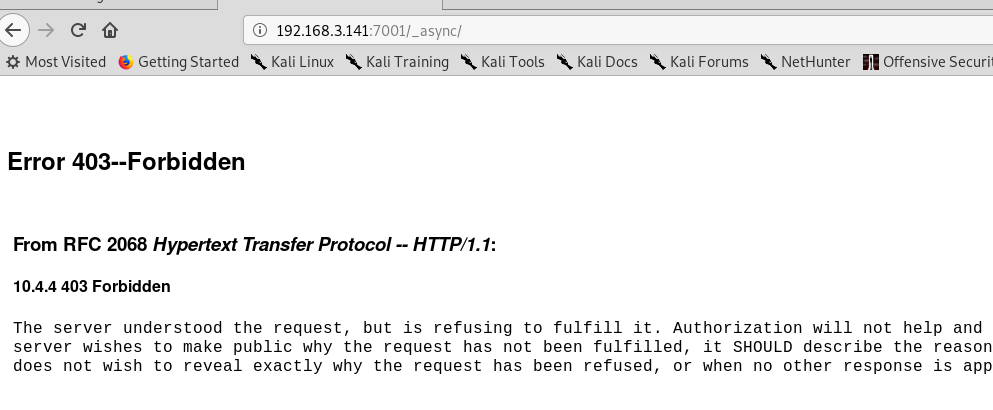 192.168.3.141:7001/_async/
Most Visited Getting Started Kali Linux Kali Training Kali Tools Kali Docs Kali Forums NetHunter Offensive Securi
Error 403--Forbidden
From RFC 2068 Hypertext Transfer Protocol -- HTTP/1.1:
10.4.4 403 Forbidden
The server understood the request, but is refusing to fulfill it. Authorization will not help and
server wishes to make public why the request has not been fulfilled, it SHOULD describe the reason
does not wish to reveal exactly why the request has been refused, or when no other response is app